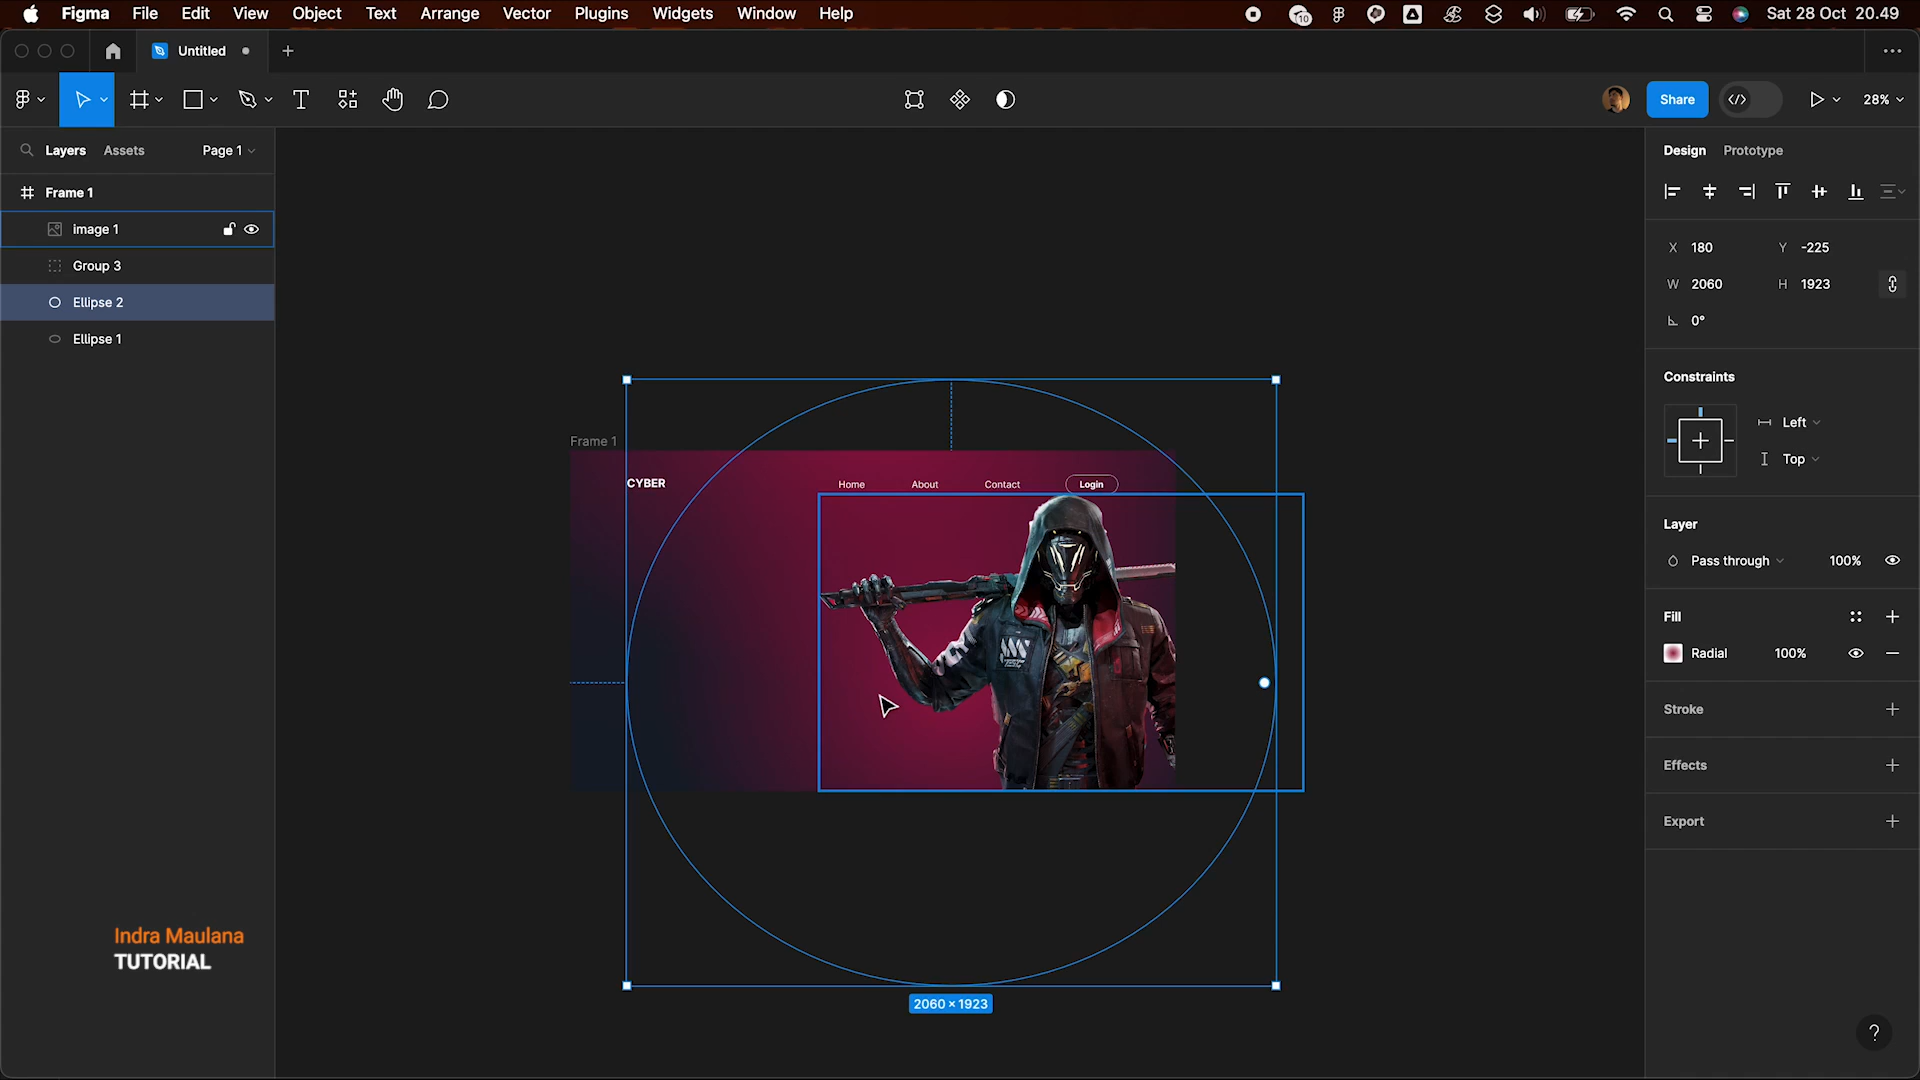 Figma File Edit View Object Text Arrange Vector Plugins Widgets Window Help
10
Sat 28 Oct 20.49
Untitled
Share
28%
Layers Assets Page 1
Frame 1
image 1
Group 3
Ellipse 2
Ellipse 1
Indra Maulana
TUTORIAL
Frame 1
CYBER
Home About Contact Login
2060 × 1923
Design Prototype
X 180 Y -225
W 2060 H 1923
0°
Constraints
Left
Top
Layer
Pass through 100%
Fill
Radial 100%
Stroke
Effects
Export
?